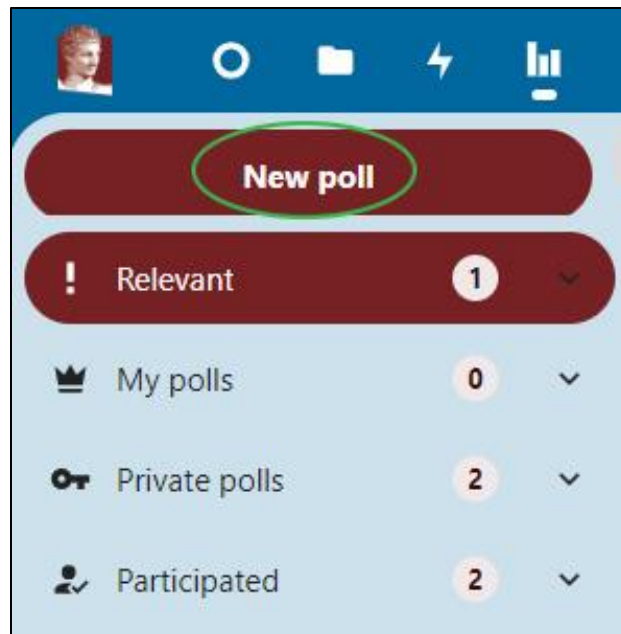 New poll
Relevant 1
My polls 0
Private polls 2
Participated 2